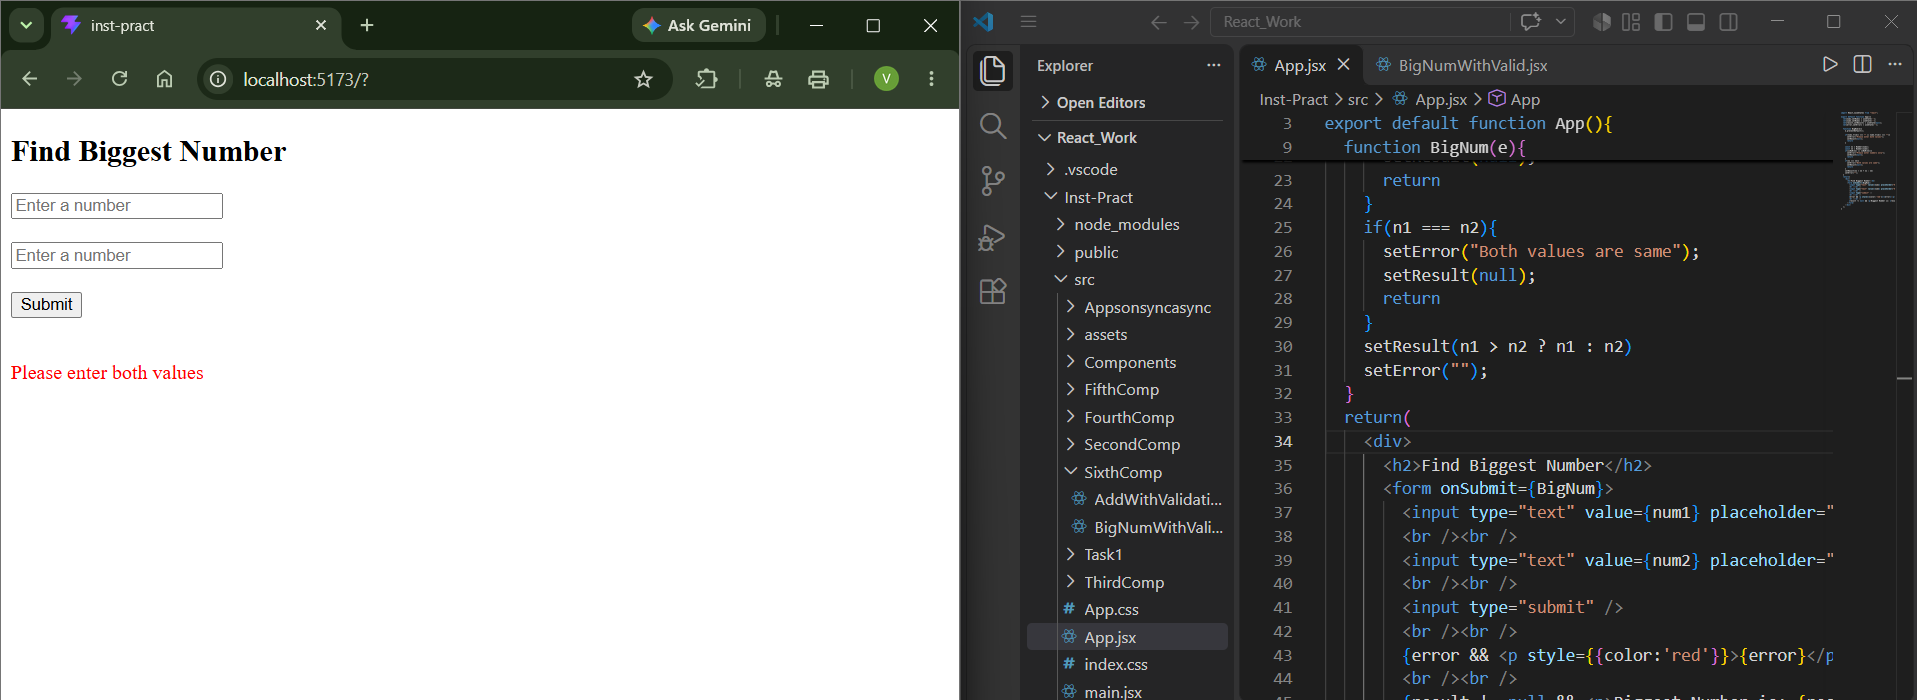 inst-pract
Ask Gemini
localhost:5173/?
V
Find Biggest Number
Enter a number
Enter a number
Submit
Please enter both values
React_Work
Explorer
Open Editors
React_Work
.vscode
Inst-Pract
node_modules
public
src
Appsonsyncasync
assets
Components
FifthComp
FourthComp
SecondComp
SixthComp
AddWithValidati...
BigNumWithVali...
Task1
ThirdComp
# App.css
App.jsx
# index.css
main.jsx
App.jsx
BigNumWithValid.jsx
Inst-Pract > src > App.jsx > App
3 export default function App(){
9 function BigNum(e){
23 return
24 }
25 if(n1 === n2){
26 setError("Both values are same");
27 setResult(null);
28 return
29 }
30 setResult(n1 > n2 ? n1 : n2)
31 setError("");
32 }
33 return(
34 <div>
35 <h2>Find Biggest Number</h2>
36 <form onSubmit={BigNum}>
37 <input type="text" value={num1} placeholder="
38 <br /><br />
39 <input type="text" value={num2} placeholder="
40 <br /><br />
41 <input type="submit" />
42 <br /><br />
43 {error && <p style={{color:'red'}}>{error}</p
44 <br /><br />